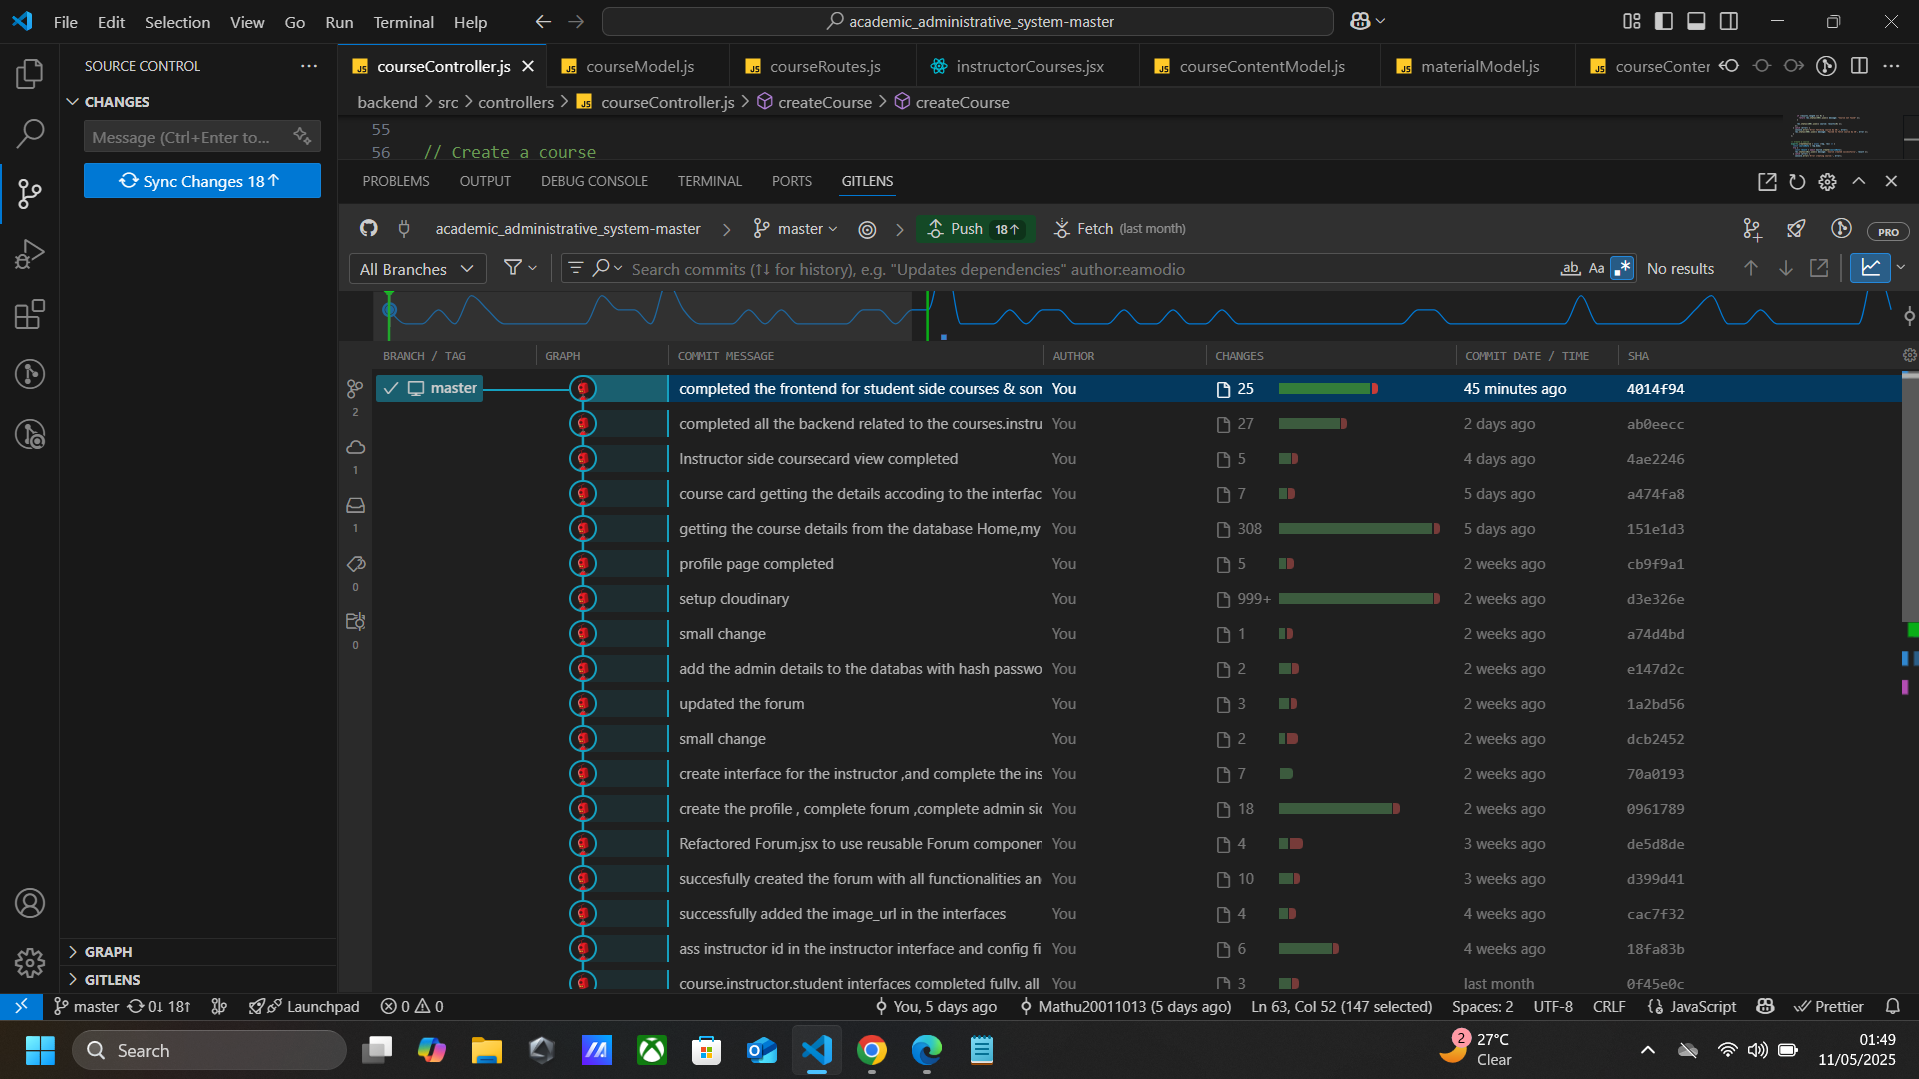 File Edit Selection View Go Run Terminal Help
academic_administrative_system-master
SOURCE CONTROL
CHANGES
Message (Ctrl+Enter to...
Sync Changes 18↑
courseController.js
courseModel.js
courseRoutes.js
instructorCourses.jsx
courseContentModel.js
materialModel.js
courseConter
backend > src > controllers > courseController.js > createCourse > createCourse
55
56 // Create a course
PROBLEMS OUTPUT DEBUG CONSOLE TERMINAL PORTS GITLENS
academic_administrative_system-master > master > Push 18↑ Fetch (last month)
PRO
All Branches
Search commits (↑↓ for history), e.g. "Updates dependencies" author:eamodio
ab Aa .* No results
BRANCH / TAG GRAPH COMMIT MESSAGE AUTHOR CHANGES COMMIT DATE / TIME SHA
master completed the frontend for student side courses & son You 25 45 minutes ago 4014f94
completed all the backend related to the courses.instru You 27 2 days ago ab0eecc
Instructor side coursecard view completed You 5 4 days ago 4ae2246
course card getting the details accoding to the interfac You 7 5 days ago a474fa8
getting the course details from the database Home,my You 308 5 days ago 151e1d3
profile page completed You 5 2 weeks ago cb9f9a1
setup cloudinary You 999+ 2 weeks ago d3e326e
small change You 1 2 weeks ago a74d4bd
add the admin details to the databas with hash passwo You 2 2 weeks ago e147d2c
updated the forum You 3 2 weeks ago 1a2bd56
small change You 2 2 weeks ago dcb2452
create interface for the instructor ,and complete the ins You 7 2 weeks ago 70a0193
create the profile , complete forum ,complete admin sic You 18 2 weeks ago 0961789
Refactored Forum.jsx to use reusable Forum componen You 4 3 weeks ago de5d8de
succesfully created the forum with all functionalities an You 10 3 weeks ago d399d41
successfully added the image_url in the interfaces You 4 4 weeks ago cac7f32
ass instructor id in the instructor interface and config fi You 6 4 weeks ago 18fa83b
course,instructor,student interfaces completed fully, all You 3 last month 0f45e0c
2
1
1
0
0
GRAPH
GITLENS
master 0↓ 18↑ Launchpad 0 0 You, 5 days ago Mathu20011013 (5 days ago) Ln 63, Col 52 (147 selected) Spaces: 2 UTF-8 CRLF {} JavaScript Prettier
Search
2
27°C
Clear
01:49
11/05/2025